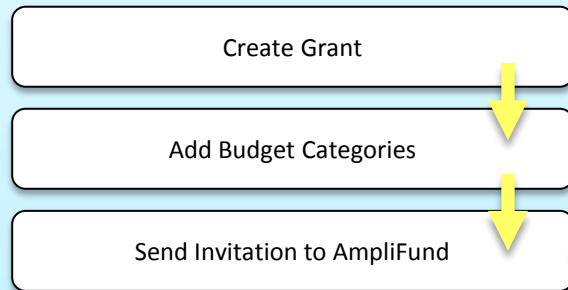 Create Grant
Add Budget Categories
Send Invitation to AmpliFund